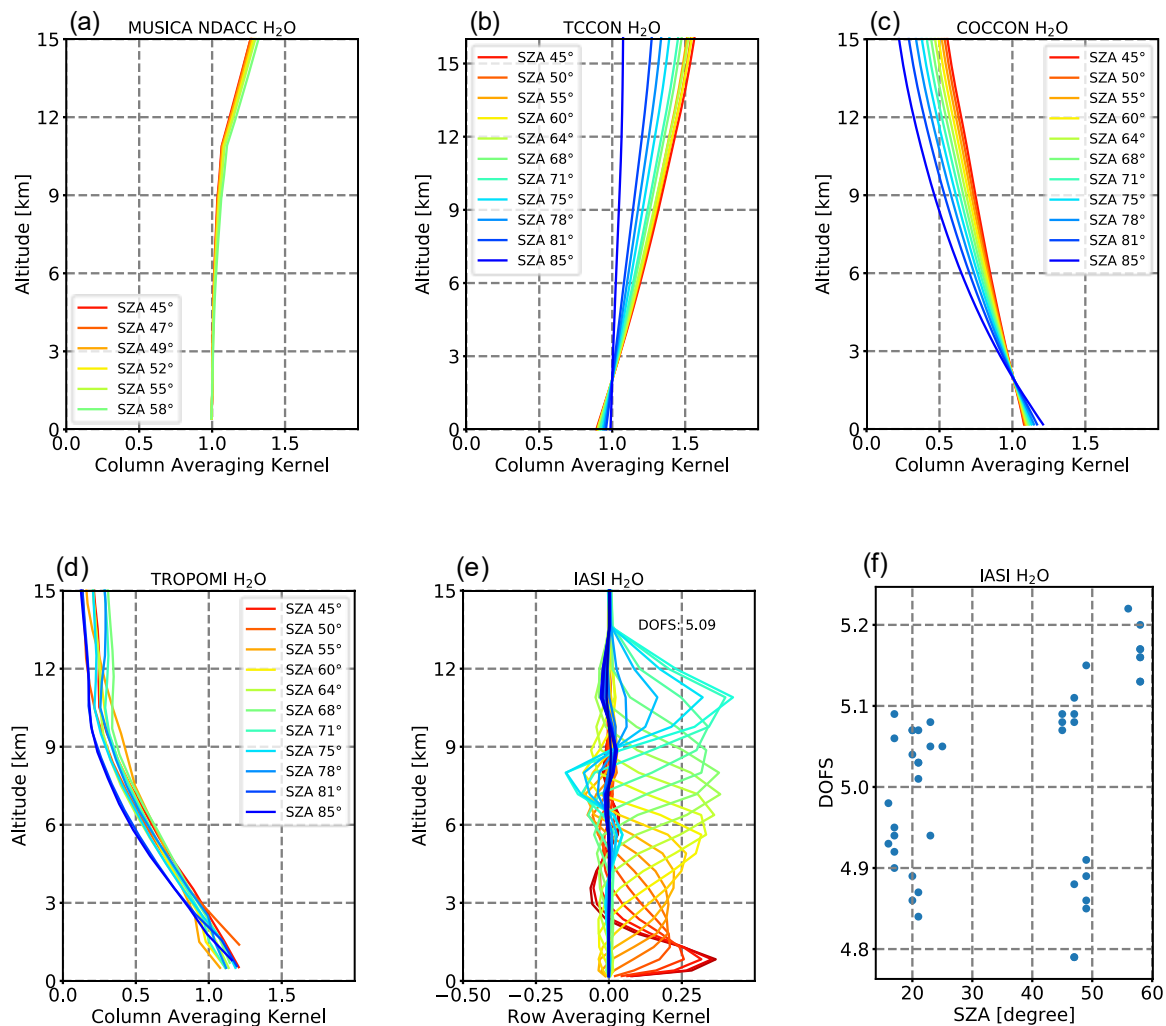 (a)
MUSICA NDACC H₂O
15
12
9
6
3
0
Altitude [km]
SZA 45°
SZA 47°
SZA 49°
SZA 52°
SZA 55°
SZA 58°
0.0 0.5 1.0 1.5
Column Averaging Kernel
(b)
TCCON H₂O
15
12
9
6
3
0
Altitude [km]
SZA 45°
SZA 50°
SZA 55°
SZA 60°
SZA 64°
SZA 68°
SZA 71°
SZA 75°
SZA 78°
SZA 81°
SZA 85°
0.0 0.5 1.0 1.5
Column Averaging Kernel
(c)
COCCON H₂O
15
12
9
6
3
0
Altitude [km]
SZA 45°
SZA 50°
SZA 55°
SZA 60°
SZA 64°
SZA 68°
SZA 71°
SZA 75°
SZA 78°
SZA 81°
SZA 85°
0.0 0.5 1.0 1.5
Column Averaging Kernel
(d)
TROPOMI H₂O
15
12
9
6
3
0
Altitude [km]
SZA 45°
SZA 50°
SZA 55°
SZA 60°
SZA 64°
SZA 68°
SZA 71°
SZA 75°
SZA 78°
SZA 81°
SZA 85°
0.0 0.5 1.0 1.5
Column Averaging Kernel
(e)
IASI H₂O
DOFS: 5.09
15
12
9
6
3
0
Altitude [km]
−0.50 −0.25 0.00 0.25
Row Averaging Kernel
(f)
IASI H₂O
5.2
5.1
5.0
4.9
4.8
DOFS
20 30 40 50 60
SZA [degree]